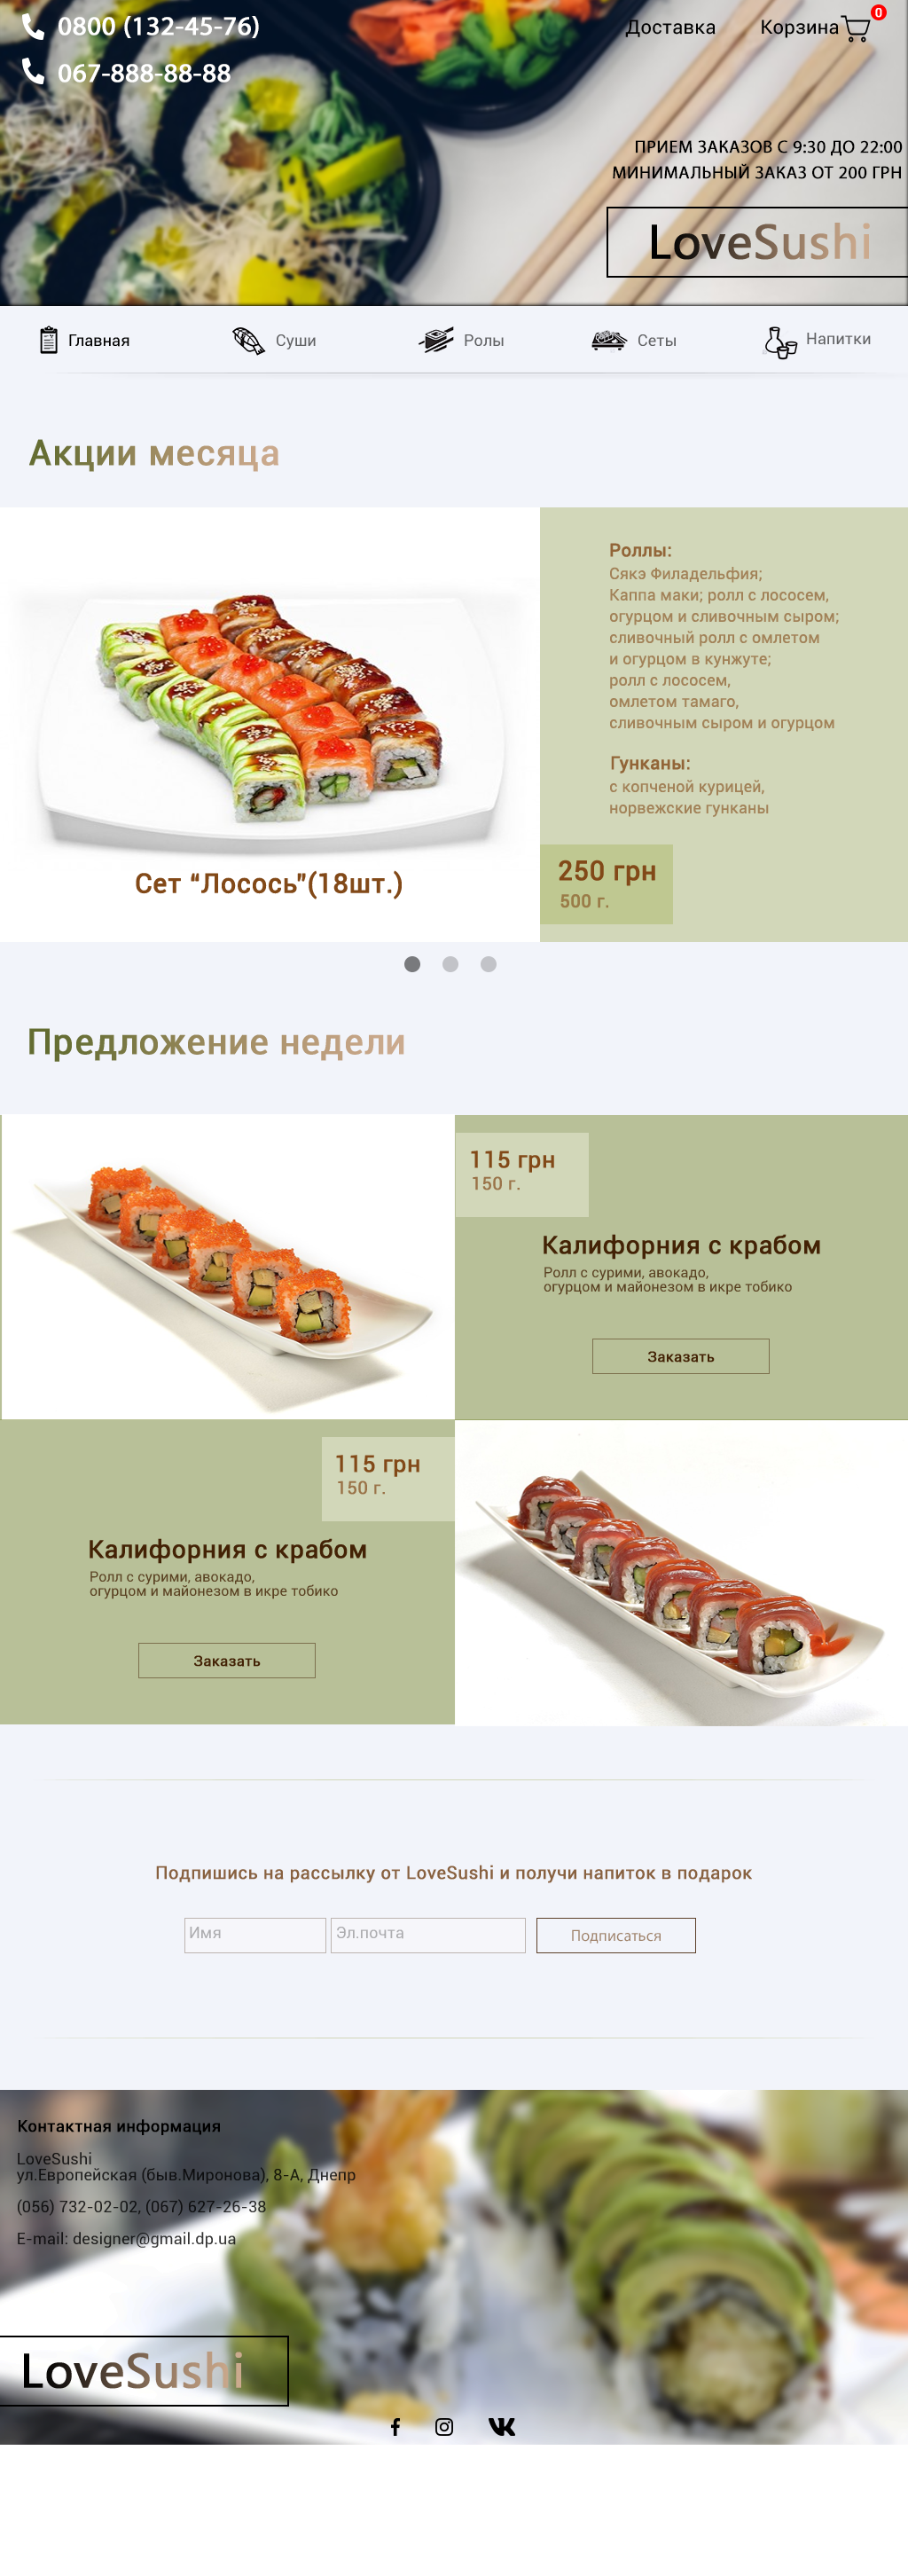 0800 (132-45-76)
067-888-88-88
Доставка
Корзина
0
ПРИЕМ ЗАКАЗОВ С 9:30 ДО 22:00
МИНИМАЛЬНЫЙ ЗАКАЗ ОТ 200 ГРН
LoveSushi
Главная
Суши
Ролы
Сеты
Напитки
Акции месяца
Сет “Лосось"(18шт.)
Роллы:
Сякэ Филадельфия;
Каппа маки; ролл с лососем,
огурцом и сливочным сыром;
сливочный ролл с омлетом
и огурцом в кунжуте;
ролл с лососем,
омлетом тамаго,
сливочным сыром и огурцом
Гунканы:
с копченой курицей,
норвежские гунканы
250 грн
500 г.
Предложение недели
115 грн
150 г.
Калифорния с крабом
Ролл с сурими, авокадо,
огурцом и майонезом в икре тобико
Заказать
115 грн
150 г.
Калифорния с крабом
Ролл с сурими, авокадо,
огурцом и майонезом в икре тобико
Заказать
Подпишись на рассылку от LoveSushi и получи напиток в подарок
Имя
Эл.почта
Подписаться
Контактная информация
LoveSushi
ул.Европейская (быв.Миронова), 8-А, Днепр
(056) 732-02-02, (067) 627-26-38
E-mail: designer@gmail.dp.ua
LoveSushi